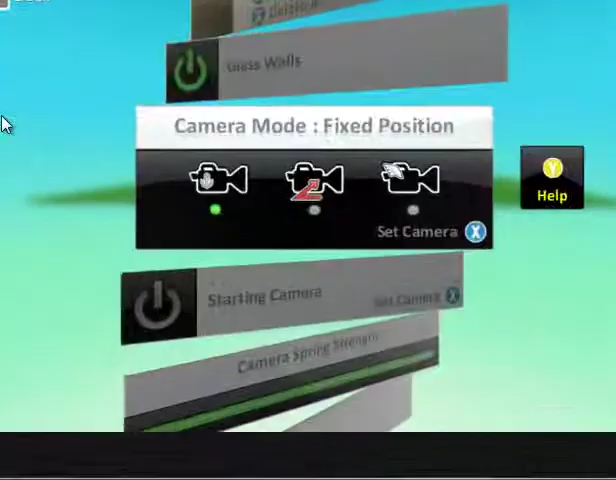 Glass Walls
Camera Mode : Fixed Position
Y
Help
Set Camera X
Starting Camera
Set Camera X
Camera Spring Strength